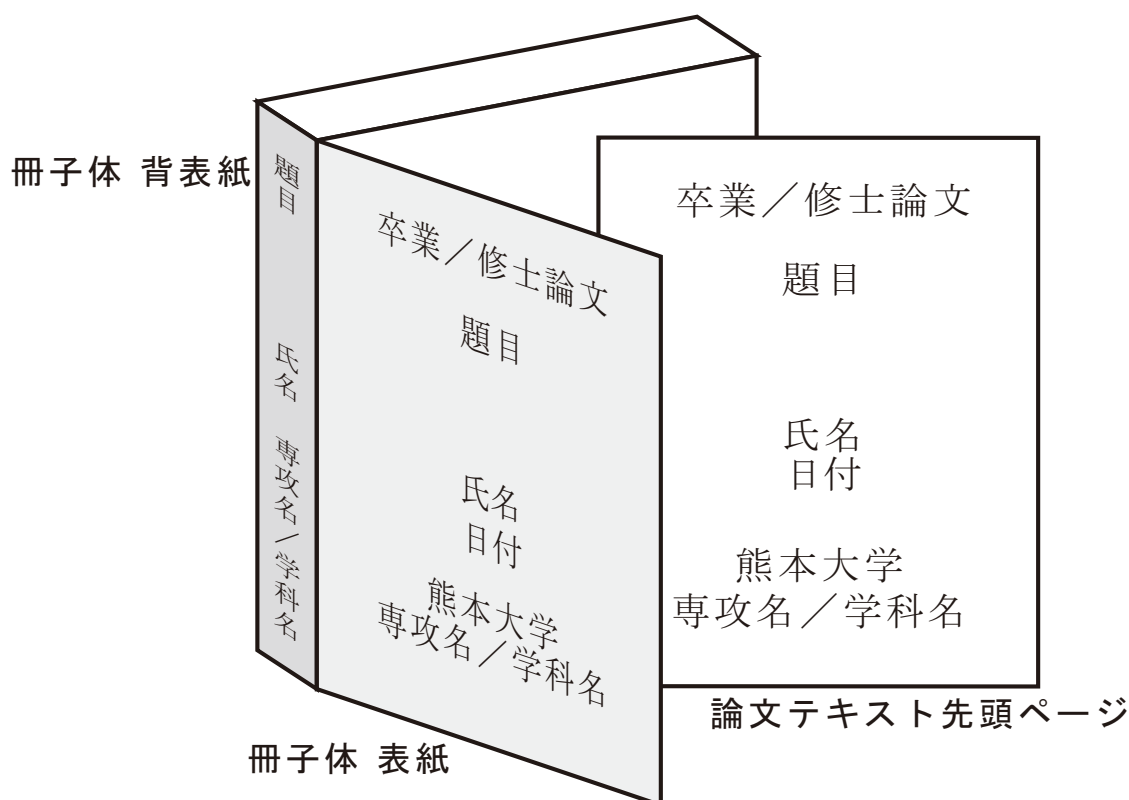 冊子体 背表紙
題目
氏名 専攻名／学科名
卒業／修士論文
題目
氏名
日付
熊本大学
専攻名／学科名
冊子体 表紙
卒業／修士論文
題目
氏名
日付
熊本大学
専攻名／学科名
論文テキスト先頭ページ